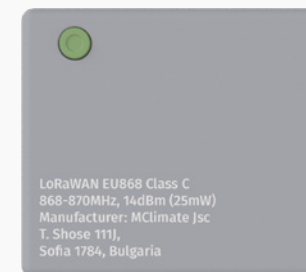 LoRaWAN EU868 Class C
868-870MHz, 14dBm (25mW)
Manufacturer: MClimate Jsc
T. Shose 111J,
Sofia 1784, Bulgaria